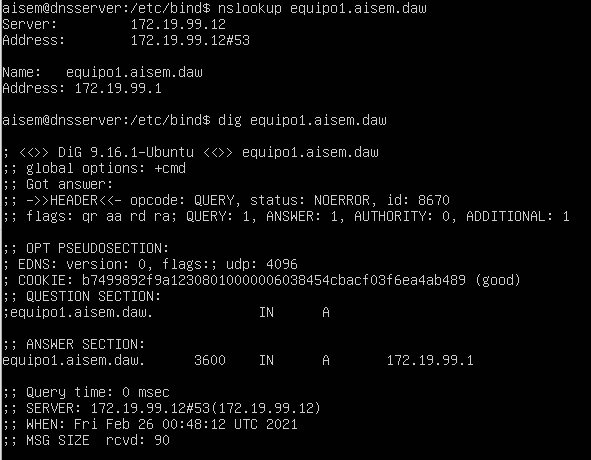 aisem@dnsserver:/etc/bind$ nslookup equipo1.aisem.daw
Server:         172.19.99.12
Address:        172.19.99.12#53

Name:   equipo1.aisem.daw
Address: 172.19.99.1

aisem@dnsserver:/etc/bind$ dig equipo1.aisem.daw

; <<>> DiG 9.16.1-Ubuntu <<>> equipo1.aisem.daw
;; global options: +cmd
;; Got answer:
;; ->>HEADER<<- opcode: QUERY, status: NOERROR, id: 8670
;; flags: qr aa rd ra; QUERY: 1, ANSWER: 1, AUTHORITY: 0, ADDITIONAL: 1

;; OPT PSEUDOSECTION:
; EDNS: version: 0, flags:; udp: 4096
; COOKIE: b7499892f9a12308010000006038454cbacf03f6ea4ab489 (good)
;; QUESTION SECTION:
;equipo1.aisem.daw.             IN      A

;; ANSWER SECTION:
equipo1.aisem.daw.      3600    IN      A       172.19.99.1

;; Query time: 0 msec
;; SERVER: 172.19.99.12#53(172.19.99.12)
;; WHEN: Fri Feb 26 00:48:12 UTC 2021
;; MSG SIZE  rcvd: 90